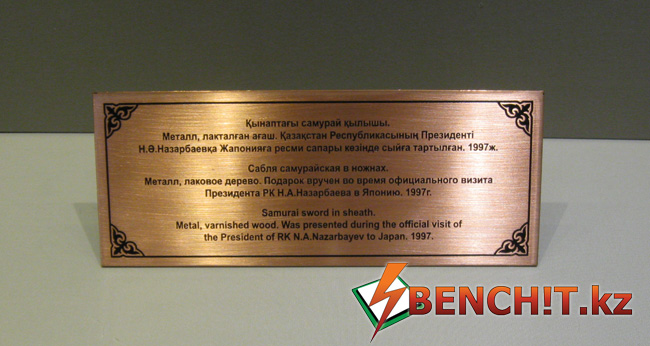 Қынаптағы самурай қылышы.
Металл, лакталған ағаш. Қазақстан Республикасының Президенті
Н.Ә.Назарбаевқа Жапонияға ресми сапары кезінде сыйға тартылған. 1997ж.
Сабля самурайская в ножнах.
Металл, лаковое дерево. Подарок вручен во время официального визита
Президента РК Н.А.Назарбаева в Японию. 1997г.
Samurai sword in sheath.
Metal, varnished wood. Was presented during the official visit of
the President of RK N.A.Nazarbayev to Japan. 1997.
BENCH!T.kz